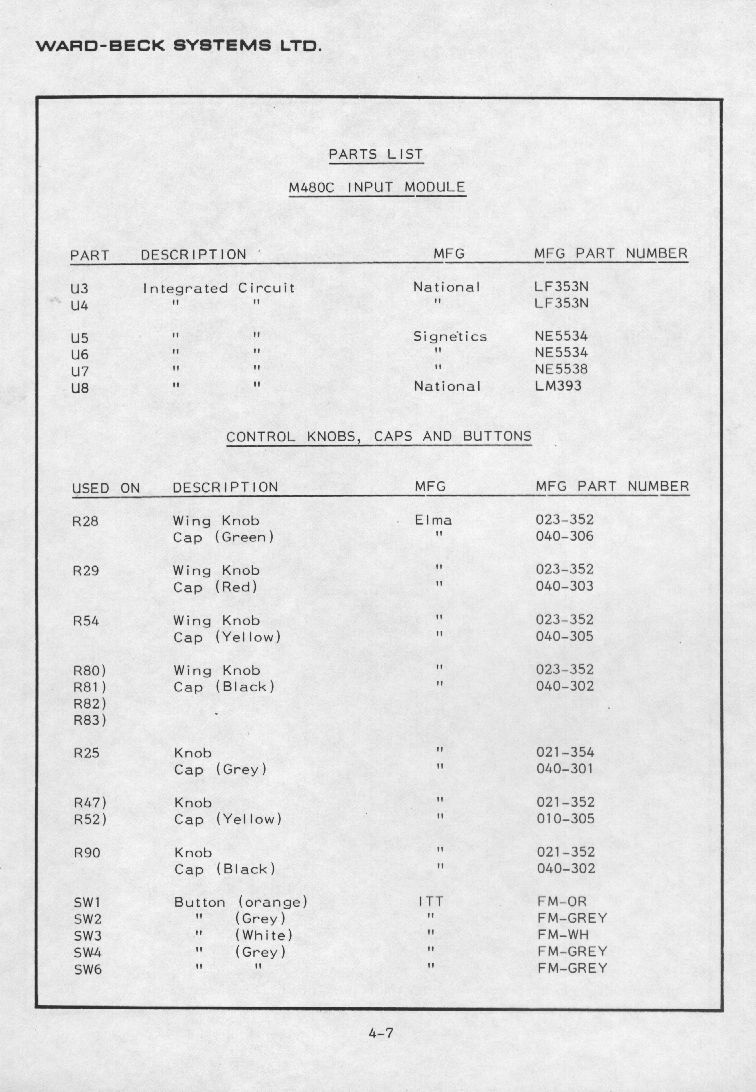 WARD-BECK SYSTEMS LTD.
PARTS LIST
M480C INPUT MODULE
PART DESCRIPTION MFG MFG PART NUMBER
U3 Integrated Circuit National LF353N
U4 " " " LF353N
U5 " " Signetics NE5534
U6 " " " NE5534
U7 " " " NE5538
U8 " " National LM393
CONTROL KNOBS, CAPS AND BUTTONS
USED ON DESCRIPTION MFG MFG PART NUMBER
R28 Wing Knob Elma 023-352
Cap (Green) " 040-306
R29 Wing Knob " 023-352
Cap (Red) " 040-303
R54 Wing Knob " 023-352
Cap (Yellow) " 040-305
R80) Wing Knob " 023-352
R81) Cap (Black) " 040-302
R82)
R83)
R25 Knob " 021-354
Cap (Grey) " 040-301
R47) Knob " 021-352
R52) Cap (Yellow) " 010-305
R90 Knob " 021-352
Cap (Black) " 040-302
SW1 Button (orange) ITT FM-OR
SW2 " (Grey) " FM-GREY
SW3 " (White) " FM-WH
SW4 " (Grey) " FM-GREY
SW6 " " " FM-GREY
4-7